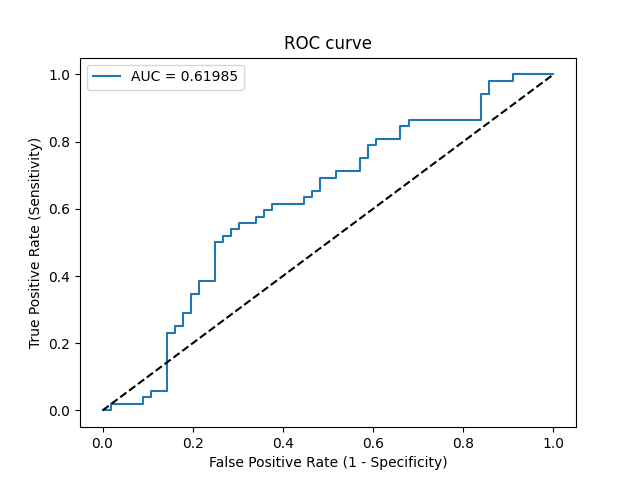 ROC curve
AUC = 0.61985
True Positive Rate (Sensitivity)
1.0
0.8
0.6
0.4
0.2
0.0
0.0 0.2 0.4 0.6 0.8 1.0
False Positive Rate (1 - Specificity)